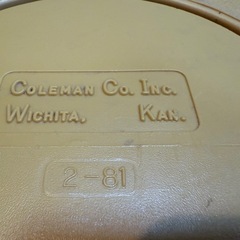 COLEMAN CO. INC.
WICHITA, KAN.
2-81